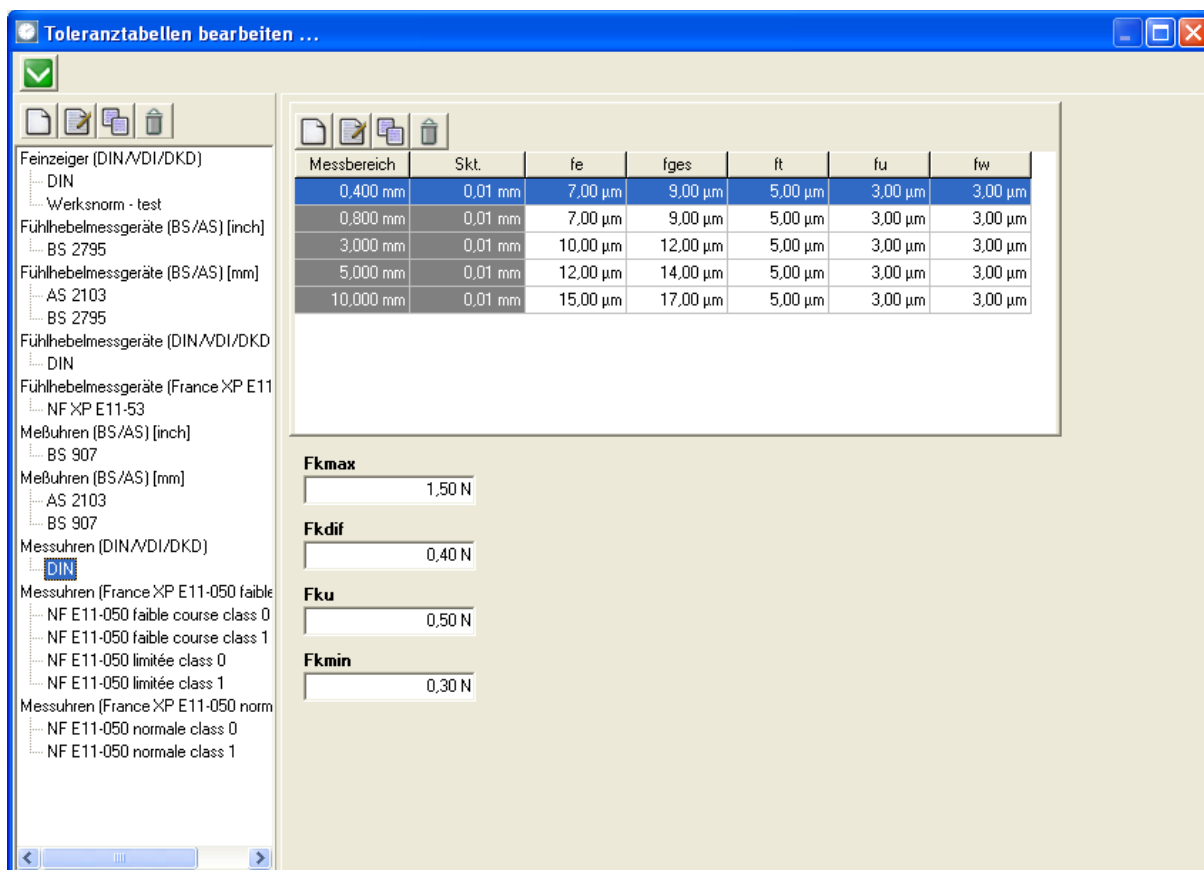 Toleranztabellen bearbeiten ...
Feinzeiger (DIN/VDI/DKD)
DIN
Werksnorm - test
Fühlhebelmessgeräte (BS/AS) [inch]
BS 2795
Fühlhebelmessgeräte (BS/AS) [mm]
AS 2103
BS 2795
Fühlhebelmessgeräte (DIN/VDI/DKD
DIN
Fühlhebelmessgeräte (France XP E11
NF XP E11-53
Meßuhren (BS/AS) [inch]
BS 907
Meßuhren (BS/AS) [mm]
AS 2103
BS 907
Messuhren (DIN/VDI/DKD)
DIN
Messuhren (France XP E11-050 faible
NF E11-050 faible course class 0
NF E11-050 faible course class 1
NF E11-050 limitée class 0
NF E11-050 limitée class 1
Messuhren (France XP E11-050 norm
NF E11-050 normale class 0
NF E11-050 normale class 1
Messbereich Skt. fe fges ft fu fw
0,400 mm 0,01 mm 7,00 µm 9,00 µm 5,00 µm 3,00 µm 3,00 µm
0,800 mm 0,01 mm 7,00 µm 9,00 µm 5,00 µm 3,00 µm 3,00 µm
3,000 mm 0,01 mm 10,00 µm 12,00 µm 5,00 µm 3,00 µm 3,00 µm
5,000 mm 0,01 mm 12,00 µm 14,00 µm 5,00 µm 3,00 µm 3,00 µm
10,000 mm 0,01 mm 15,00 µm 17,00 µm 5,00 µm 3,00 µm 3,00 µm
Fkmax
1,50 N
Fkdif
0,40 N
Fku
0,50 N
Fkmin
0,30 N